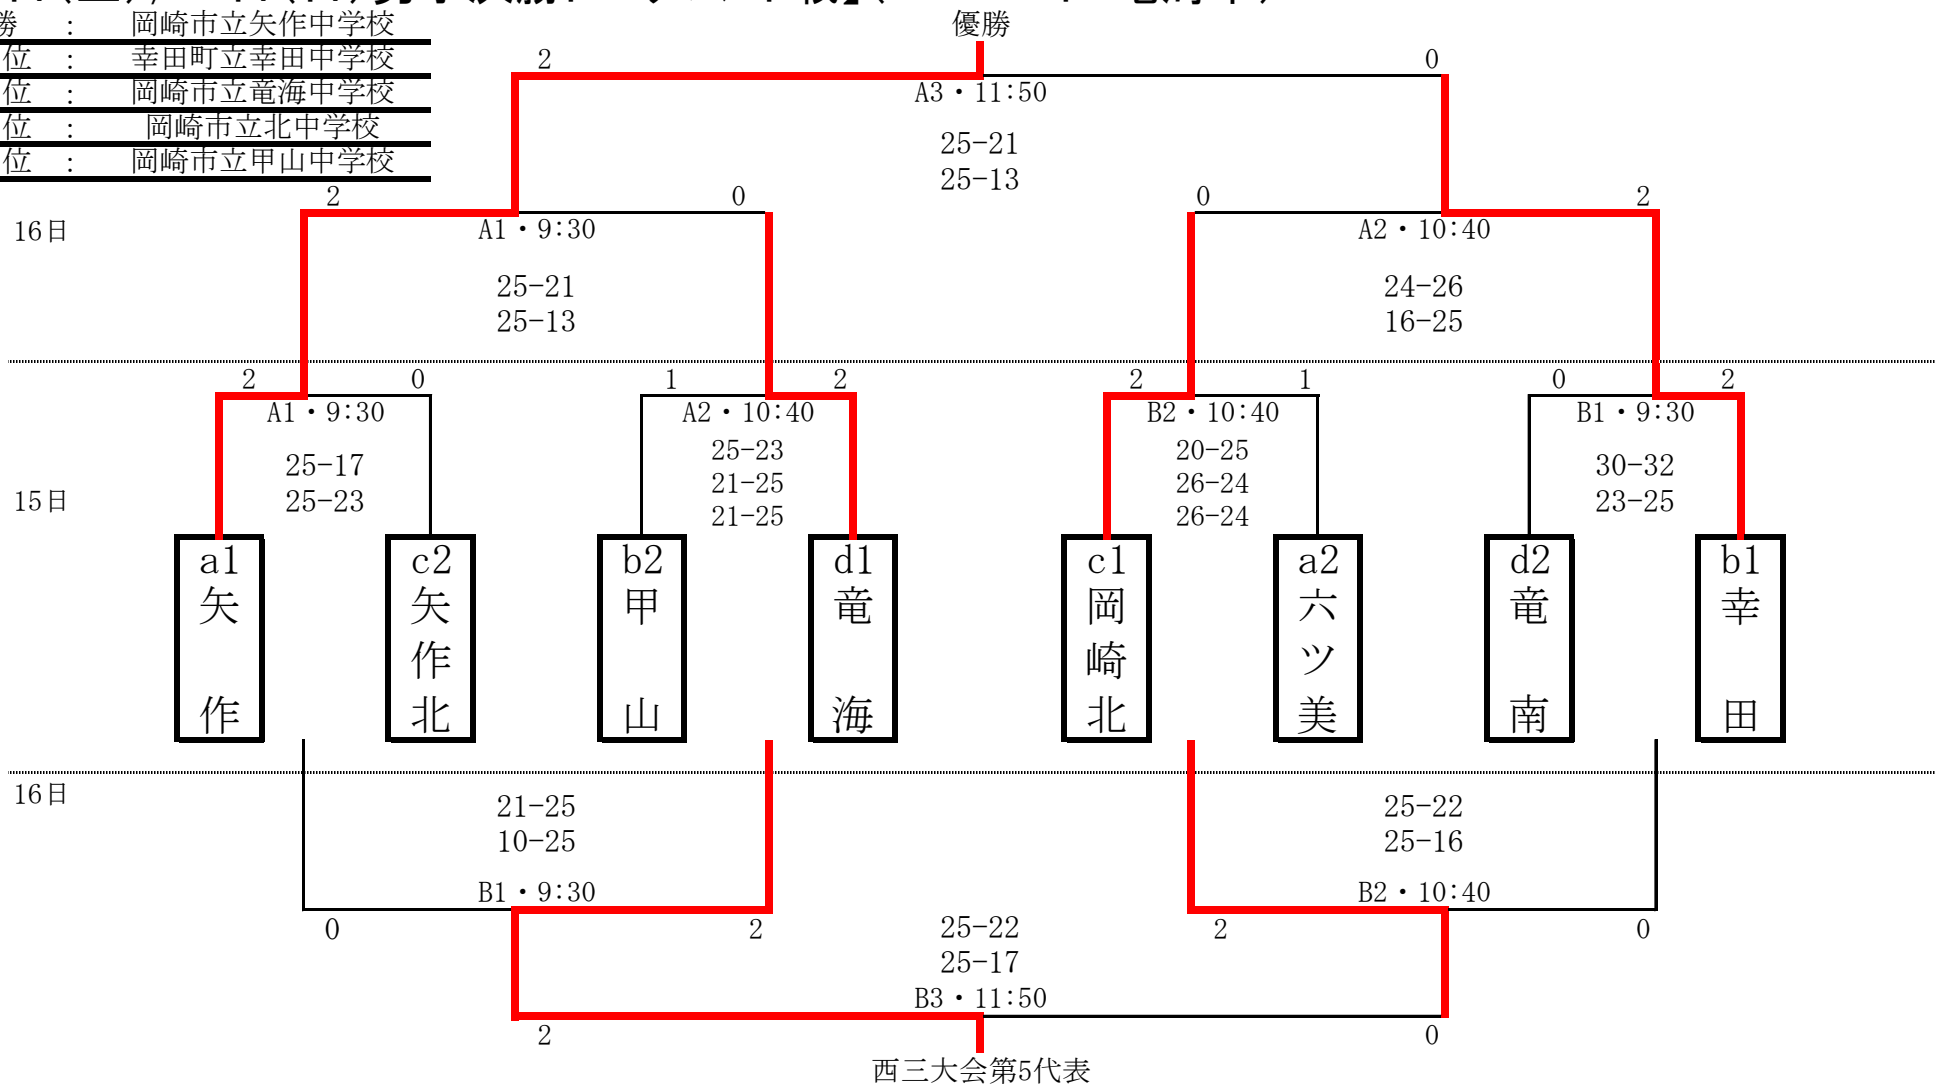 勝 : 岡崎市立矢作中学校
位 : 幸田町立幸田中学校
位 : 岡崎市立竜海中学校
位 : 岡崎市立北中学校
位 : 岡崎市立甲山中学校
優勝
2 0
A3・11:50
25-21
25-13
2 0 0 2
16日
A1・9:30 A2・10:40
25-21 24-26
25-13 16-25
2 0 1 2 2 1 0 2
A1・9:30 A2・10:40 B2・10:40 B1・9:30
25-17 25-23 20-25 30-32
25-23 21-25 26-24 23-25
21-25 26-24
15日
a1 c2 b2 d1 c1 a2 d2 b1
矢作 矢作北 甲山 竜海 岡崎北 六ツ美 竜南 幸田
16日
21-25 25-22
10-25 25-16
B1・9:30 B2・10:40
0 2 2 0
25-22
25-17
B3・11:50
2 0
西三大会第5代表